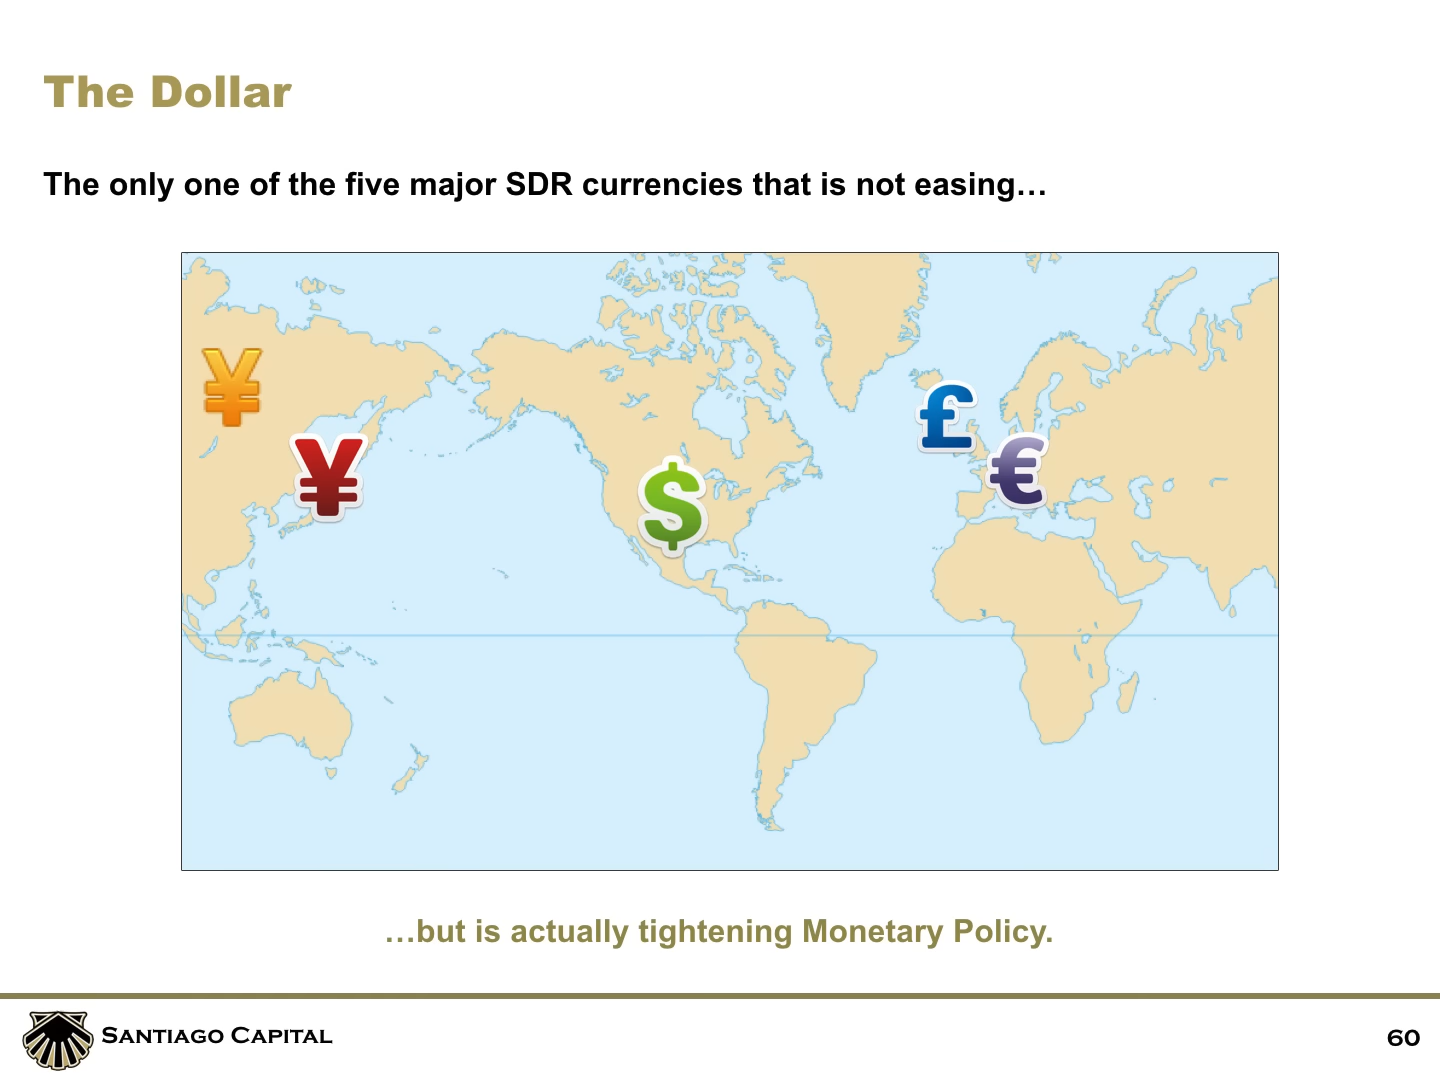 The Dollar
The only one of the five major SDR currencies that is not easing…
¥
¥
$
£
€
…but is actually tightening Monetary Policy.
Santiago Capital
60